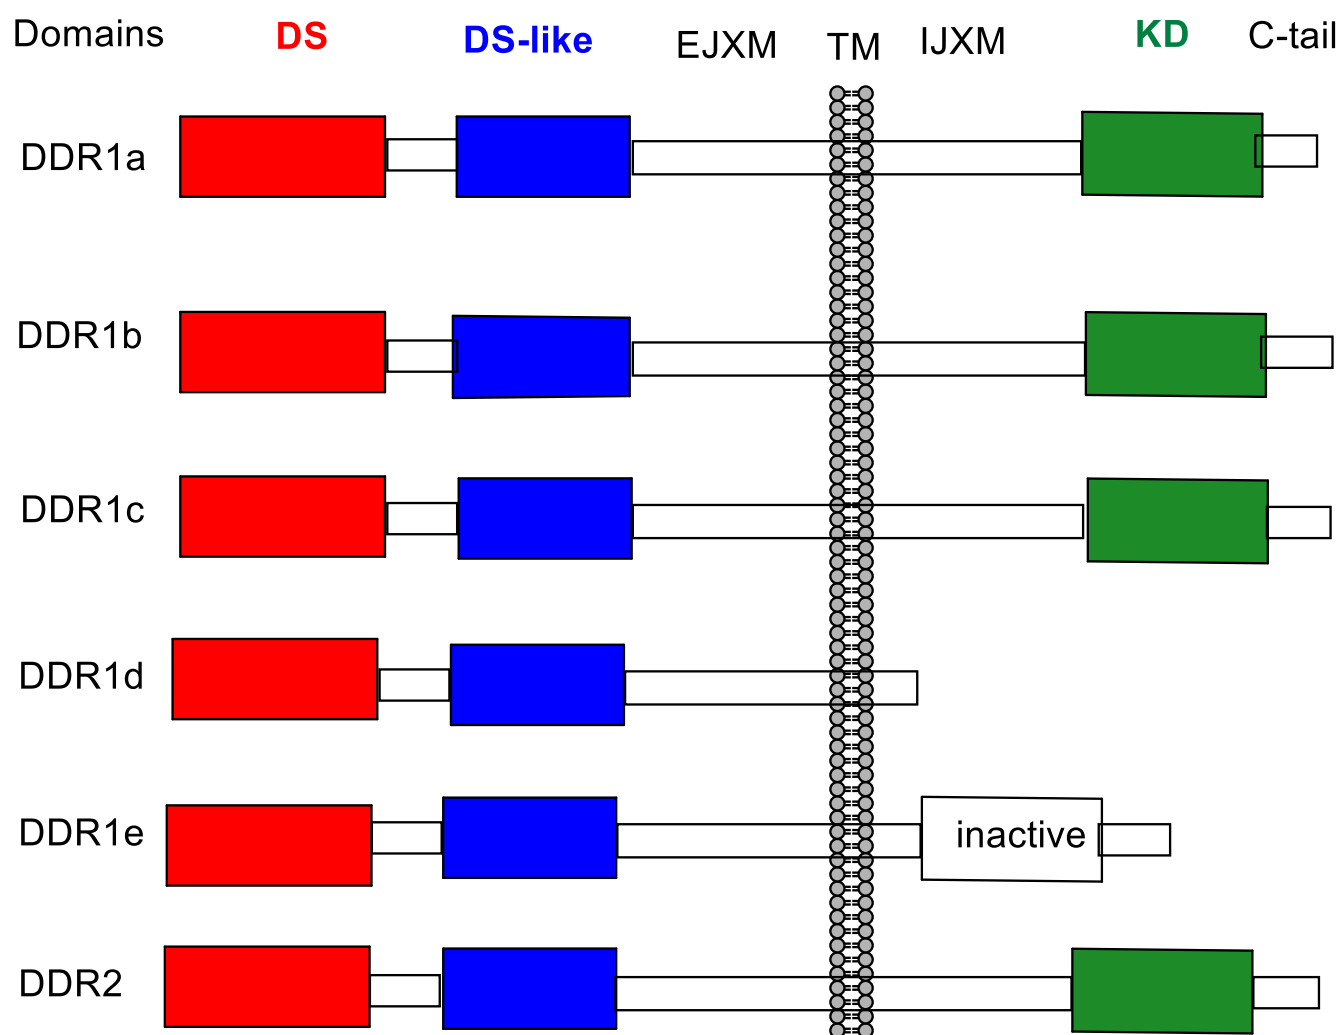 Domains DS DS-like EJXM TM IJXM KD C-tail
DDR1a
DDR1b
DDR1c
DDR1d
DDR1e inactive
DDR2